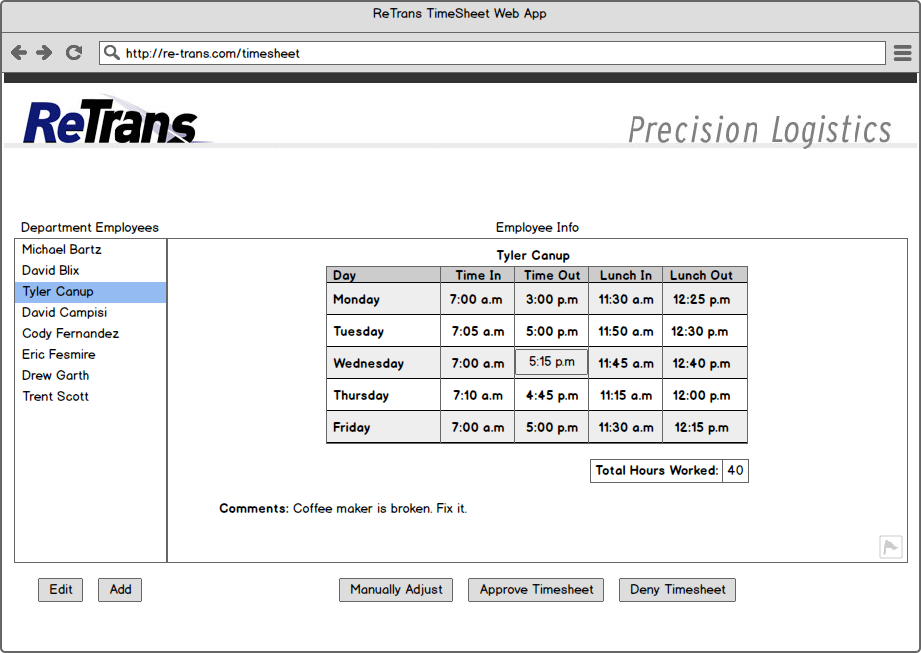 ReTrans TimeSheet Web App
http://re-trans.com/timesheet
ReTrans
Precision Logistics
Department Employees
Employee Info
Michael Bartz
David Blix
Tyler Canup
David Campisi
Cody Fernandez
Eric Fesmire
Drew Garth
Trent Scott
Tyler Canup
Day Time In Time Out Lunch In Lunch Out
Monday 7:00 a.m 3:00 p.m 11:30 a.m 12:25 p.m
Tuesday 7:05 a.m 5:00 p.m 11:50 a.m 12:30 p.m
Wednesday 7:00 a.m 5:15 p.m 11:45 a.m 12:40 p.m
Thursday 7:10 a.m 4:45 p.m 11:15 a.m 12:00 p.m
Friday 7:00 a.m 5:00 p.m 11:30 a.m 12:15 p.m
Total Hours Worked: 40
Comments: Coffee maker is broken. Fix it.
Edit Add Manually Adjust Approve Timesheet Deny Timesheet